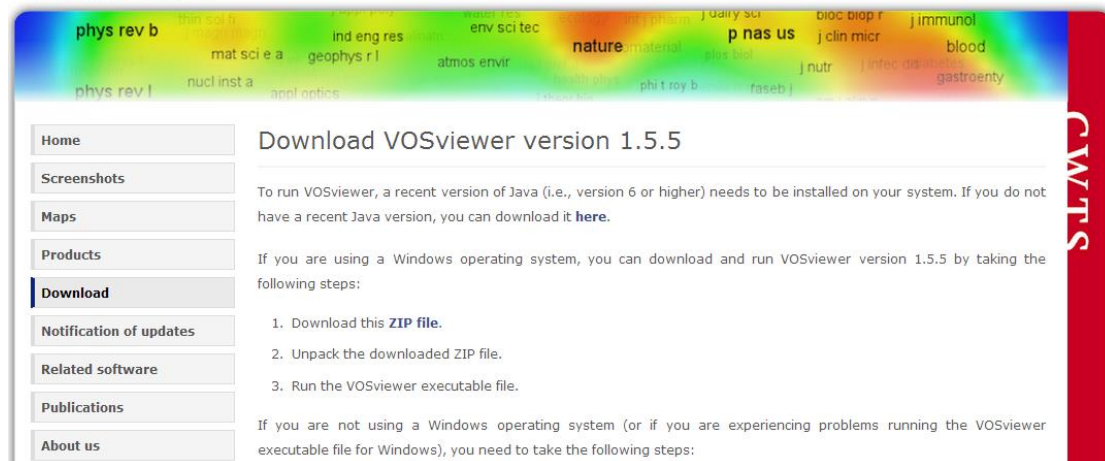 phys rev b
ind eng res
env sci tec
nature
p nas us
j dairy sci
bioc biop r
j clin micr
j immunol
blood
mat sci e a
geophys r l
atmos envir
j nutr
gastroenty
nucl inst a
phys rev l
appl optics
phi t roy b
faseb j
CWTS
Home
Screenshots
Maps
Products
Download
Notification of updates
Related software
Publications
About us
Download VOSviewer version 1.5.5
To run VOSviewer, a recent version of Java (i.e., version 6 or higher) needs to be installed on your system. If you do not
have a recent Java version, you can download it here.
If you are using a Windows operating system, you can download and run VOSviewer version 1.5.5 by taking the
following steps:
1. Download this ZIP file.
2. Unpack the downloaded ZIP file.
3. Run the VOSviewer executable file.
If you are not using a Windows operating system (or if you are experiencing problems running the VOSviewer
executable file for Windows), you need to take the following steps: